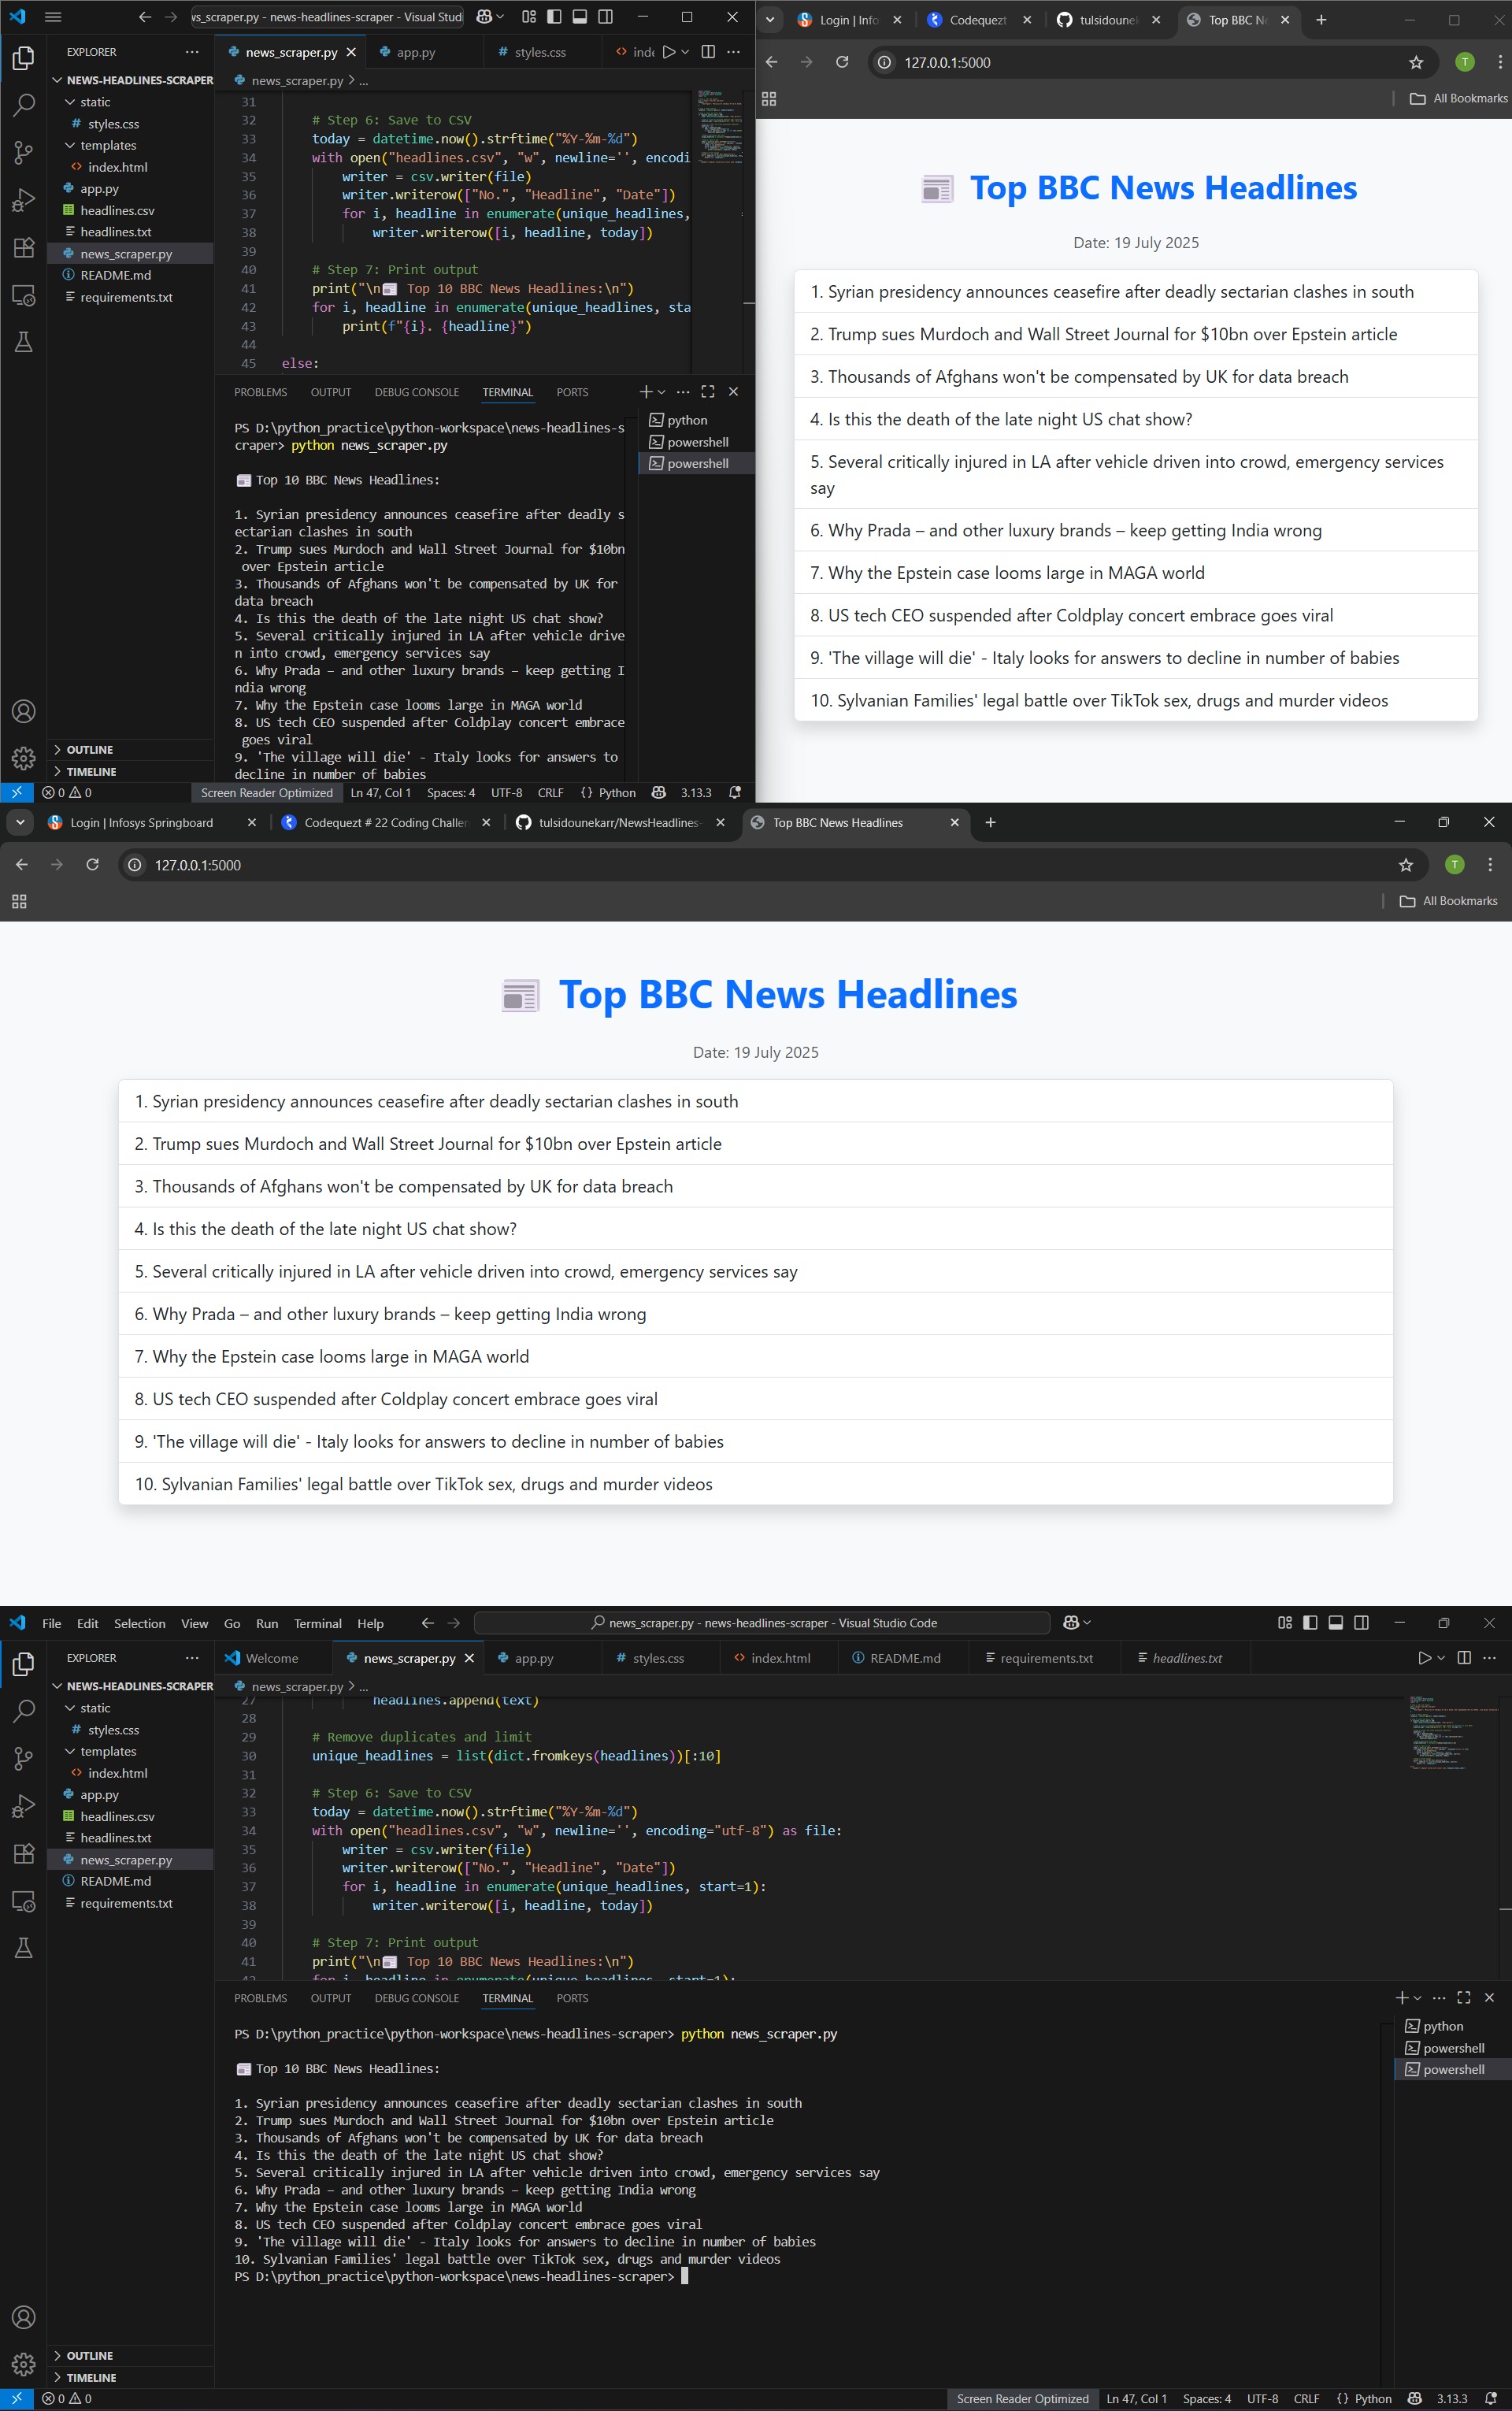 ws_scraper.py - news-headlines-scraper - Visual Studi
EXPLORER
news_scraper.py
app.py
styles.css
NEWS-HEADLINES-SCRAPER
static
styles.css
templates
index.html
app.py
headlines.csv
headlines.txt
news_scraper.py
README.md
requirements.txt
OUTLINE
TIMELINE
news_scraper.py > ...
31
32 # Step 6: Save to CSV
33 today = datetime.now().strftime("%Y-%m-%d")
34 with open("headlines.csv", "w", newline='', encodi
35 writer = csv.writer(file)
36 writer.writerow(["No.", "Headline", "Date"])
37 for i, headline in enumerate(unique_headlines,
38 writer.writerow([i, headline, today])
39
40 # Step 7: Print output
41 print("\n📰 Top 10 BBC News Headlines:\n")
42 for i, headline in enumerate(unique_headlines, sta
43 print(f"{i}. {headline}")
44
45 else:
PROBLEMS OUTPUT DEBUG CONSOLE TERMINAL PORTS
python
powershell
powershell
PS D:\python_practice\python-workspace\news-headlines-s
craper> python news_scraper.py
📰 Top 10 BBC News Headlines:
1. Syrian presidency announces ceasefire after deadly s
ectarian clashes in south
2. Trump sues Murdoch and Wall Street Journal for $10bn
over Epstein article
3. Thousands of Afghans won't be compensated by UK for
data breach
4. Is this the death of the late night US chat show?
5. Several critically injured in LA after vehicle drive
n into crowd, emergency services say
6. Why Prada – and other luxury brands – keep getting I
ndia wrong
7. Why the Epstein case looms large in MAGA world
8. US tech CEO suspended after Coldplay concert embrace
goes viral
9. 'The village will die' - Italy looks for answers to
decline in number of babies
0 0 Screen Reader Optimized Ln 47, Col 1 Spaces: 4 UTF-8 CRLF {} Python 3.13.3
Login | Info
Codequezt
tulsidounek
Top BBC N
127.0.0.1:5000
All Bookmarks
📰 Top BBC News Headlines
Date: 19 July 2025
1. Syrian presidency announces ceasefire after deadly sectarian clashes in south
2. Trump sues Murdoch and Wall Street Journal for $10bn over Epstein article
3. Thousands of Afghans won't be compensated by UK for data breach
4. Is this the death of the late night US chat show?
5. Several critically injured in LA after vehicle driven into crowd, emergency services
say
6. Why Prada – and other luxury brands – keep getting India wrong
7. Why the Epstein case looms large in MAGA world
8. US tech CEO suspended after Coldplay concert embrace goes viral
9. 'The village will die' - Italy looks for answers to decline in number of babies
10. Sylvanian Families' legal battle over TikTok sex, drugs and murder videos
Login | Infosys Springboard
Codequezt # 22 Coding Challen
tulsidounekarr/NewsHeadlines-
Top BBC News Headlines
127.0.0.1:5000
T
All Bookmarks
📰 Top BBC News Headlines
Date: 19 July 2025
1. Syrian presidency announces ceasefire after deadly sectarian clashes in south
2. Trump sues Murdoch and Wall Street Journal for $10bn over Epstein article
3. Thousands of Afghans won't be compensated by UK for data breach
4. Is this the death of the late night US chat show?
5. Several critically injured in LA after vehicle driven into crowd, emergency services say
6. Why Prada – and other luxury brands – keep getting India wrong
7. Why the Epstein case looms large in MAGA world
8. US tech CEO suspended after Coldplay concert embrace goes viral
9. 'The village will die' - Italy looks for answers to decline in number of babies
10. Sylvanian Families' legal battle over TikTok sex, drugs and murder videos
File Edit Selection View Go Run Terminal Help news_scraper.py - news-headlines-scraper - Visual Studio Code
EXPLORER
Welcome news_scraper.py app.py styles.css index.html README.md requirements.txt headlines.txt
NEWS-HEADLINES-SCRAPER
static
styles.css
templates
index.html
app.py
headlines.csv
headlines.txt
news_scraper.py
README.md
requirements.txt
OUTLINE
TIMELINE
news_scraper.py > ...
27 headlines.append(text)
28
29 # Remove duplicates and limit
30 unique_headlines = list(dict.fromkeys(headlines))[:10]
31
32 # Step 6: Save to CSV
33 today = datetime.now().strftime("%Y-%m-%d")
34 with open("headlines.csv", "w", newline='', encoding="utf-8") as file:
35 writer = csv.writer(file)
36 writer.writerow(["No.", "Headline", "Date"])
37 for i, headline in enumerate(unique_headlines, start=1):
38 writer.writerow([i, headline, today])
39
40 # Step 7: Print output
41 print("\n📰 Top 10 BBC News Headlines:\n")
42 for i, headline in enumerate(unique_headlines, start=1):
PROBLEMS OUTPUT DEBUG CONSOLE TERMINAL PORTS
python
powershell
powershell
PS D:\python_practice\python-workspace\news-headlines-scraper> python news_scraper.py
📰 Top 10 BBC News Headlines:
1. Syrian presidency announces ceasefire after deadly sectarian clashes in south
2. Trump sues Murdoch and Wall Street Journal for $10bn over Epstein article
3. Thousands of Afghans won't be compensated by UK for data breach
4. Is this the death of the late night US chat show?
5. Several critically injured in LA after vehicle driven into crowd, emergency services say
6. Why Prada – and other luxury brands – keep getting India wrong
7. Why the Epstein case looms large in MAGA world
8. US tech CEO suspended after Coldplay concert embrace goes viral
9. 'The village will die' - Italy looks for answers to decline in number of babies
10. Sylvanian Families' legal battle over TikTok sex, drugs and murder videos
PS D:\python_practice\python-workspace\news-headlines-scraper>
0 0 Screen Reader Optimized Ln 47, Col 1 Spaces: 4 UTF-8 CRLF {} Python 3.13.3